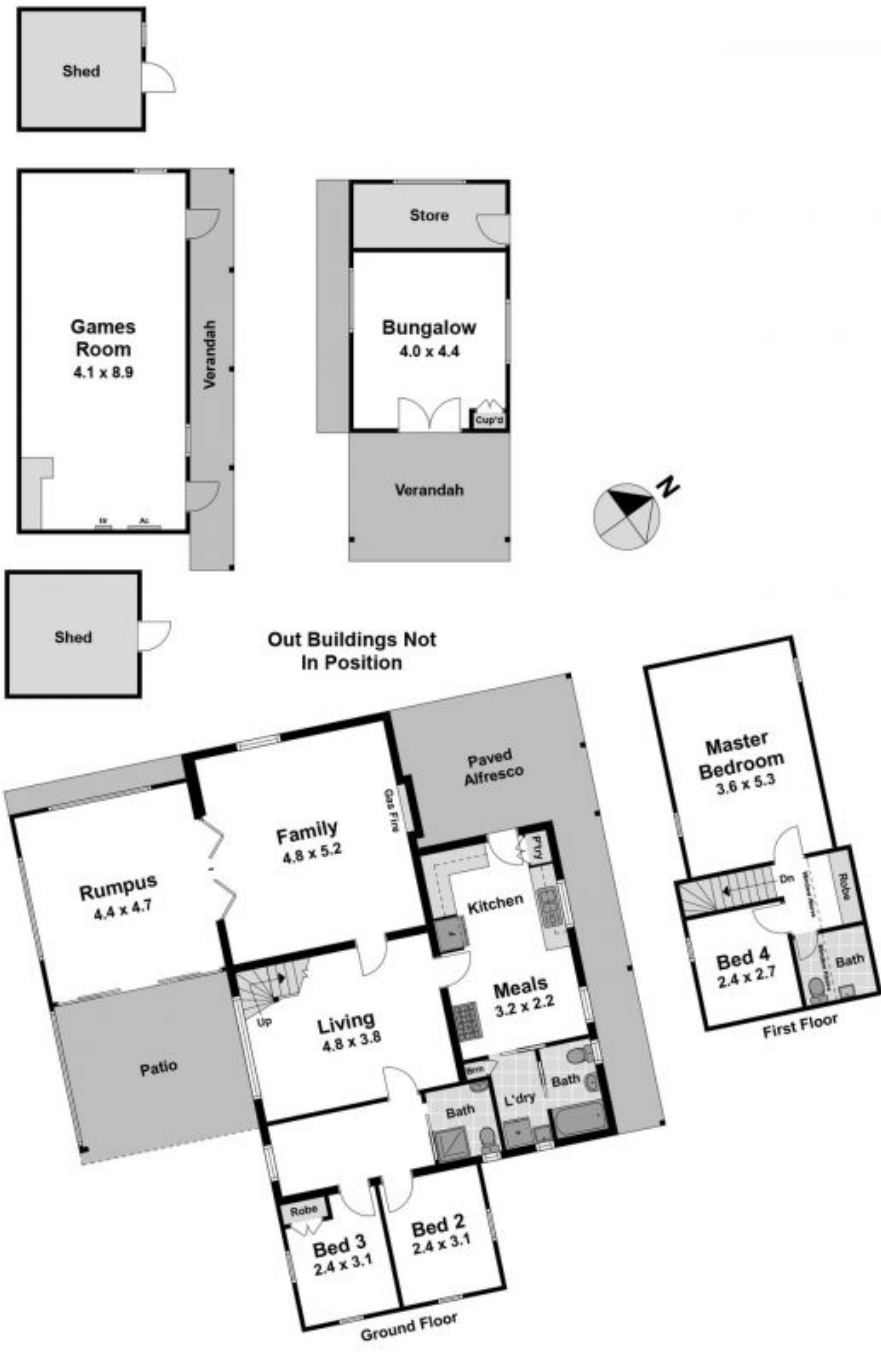 Shed
Games
Room
4.1 x 8.9
Verandah
Hr
Ac
Store
Bungalow
4.0 x 4.4
Cup'd
Verandah
N
Shed
Out Buildings Not
In Position
Paved
Alfresco
Family
4.8 x 5.2
Gas Fire
Rumpus
4.4 x 4.7
P'try
Kitchen
Meals
3.2 x 2.2
Up
Living
4.8 x 3.8
Patio
Brm
L'dry
Bath
Bath
Robe
Bed 3
2.4 x 3.1
Bed 2
2.4 x 3.1
Ground Floor
Master
Bedroom
3.6 x 5.3
Dn
Robe
Bed 4
2.4 x 2.7
Bath
First Floor